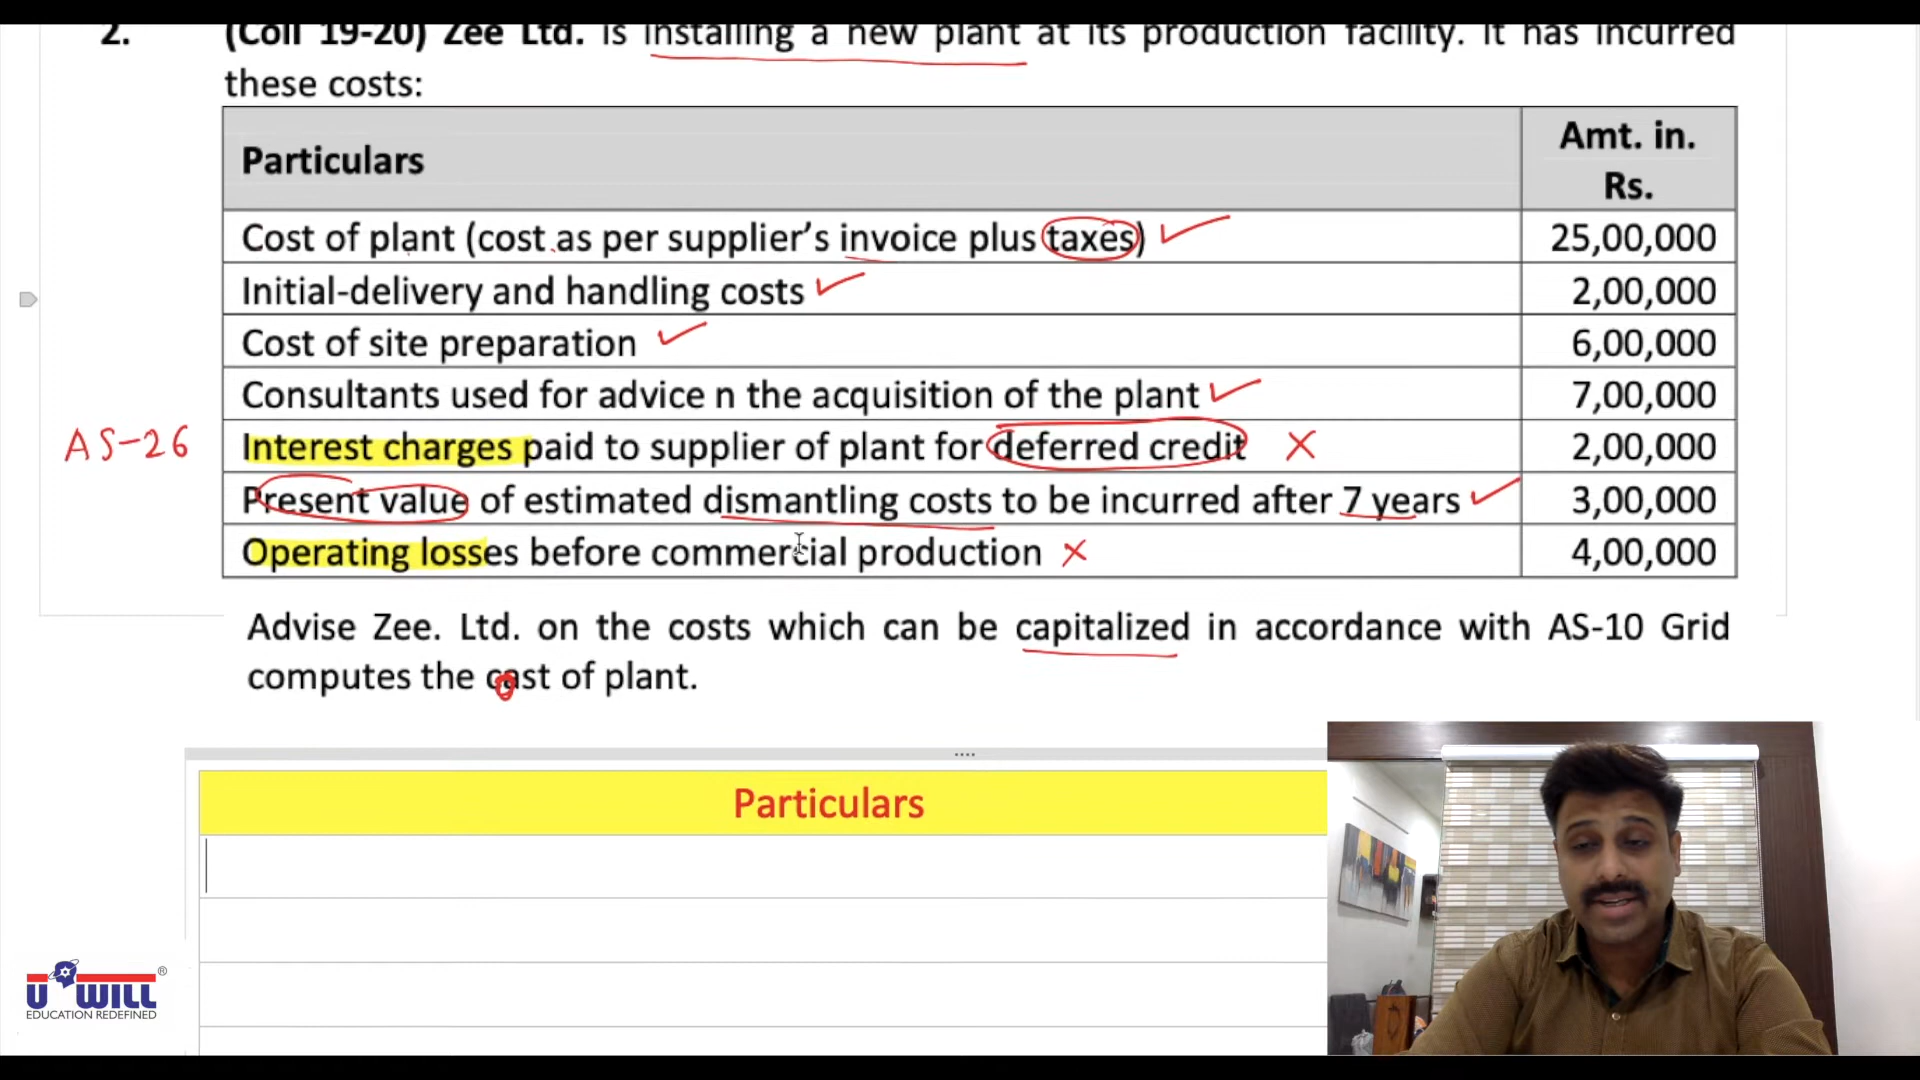 2. (Coll 19-20) Zee Ltd. is installing a new plant at its production facility. It has incurred
these costs:
Particulars Amt. in. Rs.
Cost of plant (cost as per supplier’s invoice plus taxes) 25,00,000
Initial-delivery and handling costs 2,00,000
Cost of site preparation 6,00,000
Consultants used for advice n the acquisition of the plant 7,00,000
AS-26 Interest charges paid to supplier of plant for deferred credit 2,00,000
Present value of estimated dismantling costs to be incurred after 7 years 3,00,000
Operating losses before commercial production 4,00,000
Advise Zee. Ltd. on the costs which can be capitalized in accordance with AS-10 Grid
computes the cost of plant.
Particulars
U WILL ®
EDUCATION REDEFINED